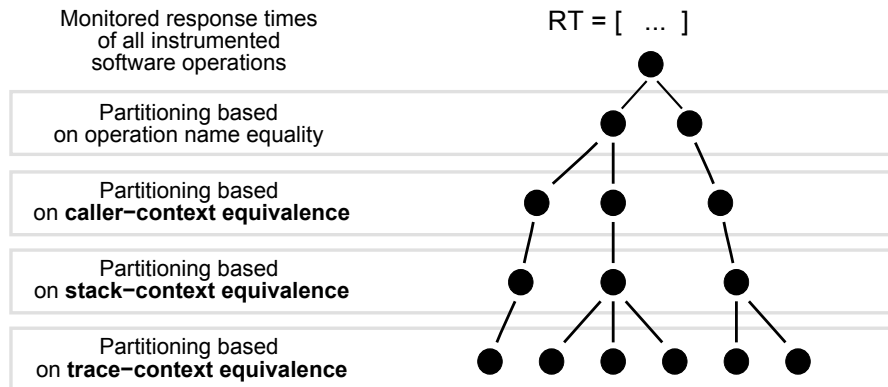 Monitored response times
of all instrumented
software operations
RT = [ ... ]
Partitioning based
on operation name equality
Partitioning based
on caller−context equivalence
Partitioning based
on stack−context equivalence
Partitioning based
on trace−context equivalence